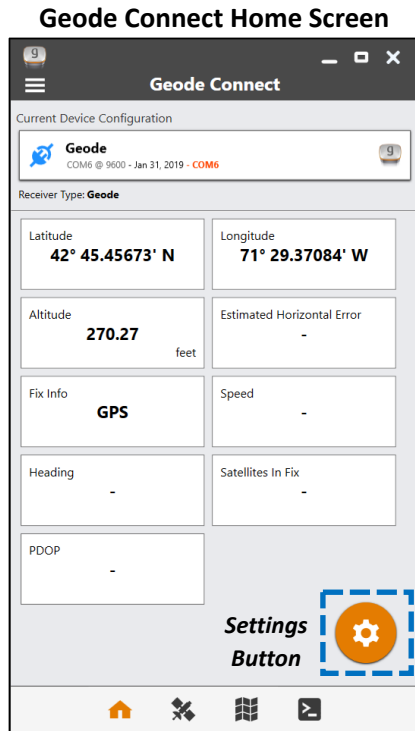 Geode Connect Home Screen
g
Geode Connect
Current Device Configuration
Geode
COM6 @ 9600 - Jan 31, 2019 - COM6
g
Receiver Type: Geode
Latitude
42° 45.45673' N
Longitude
71° 29.37084' W
Altitude
270.27
feet
Estimated Horizontal Error
-
Fix Info
GPS
Speed
-
Heading
-
Satellites In Fix
-
PDOP
-
Settings
Button